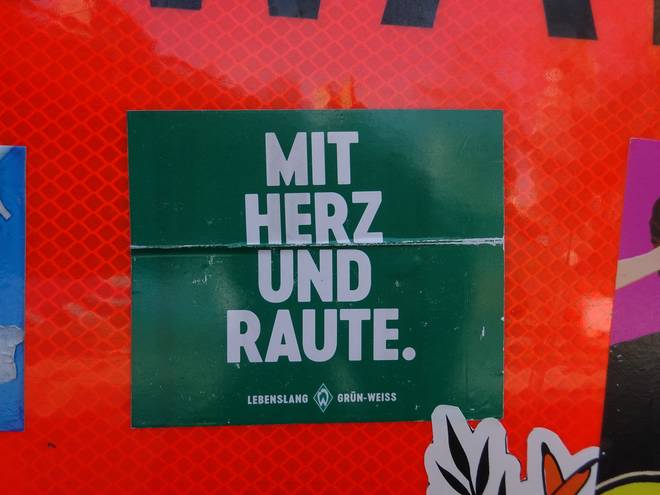 MIT
HERZ
UND
RAUTE.
LEBENSLANG W GRÜN-WEISS